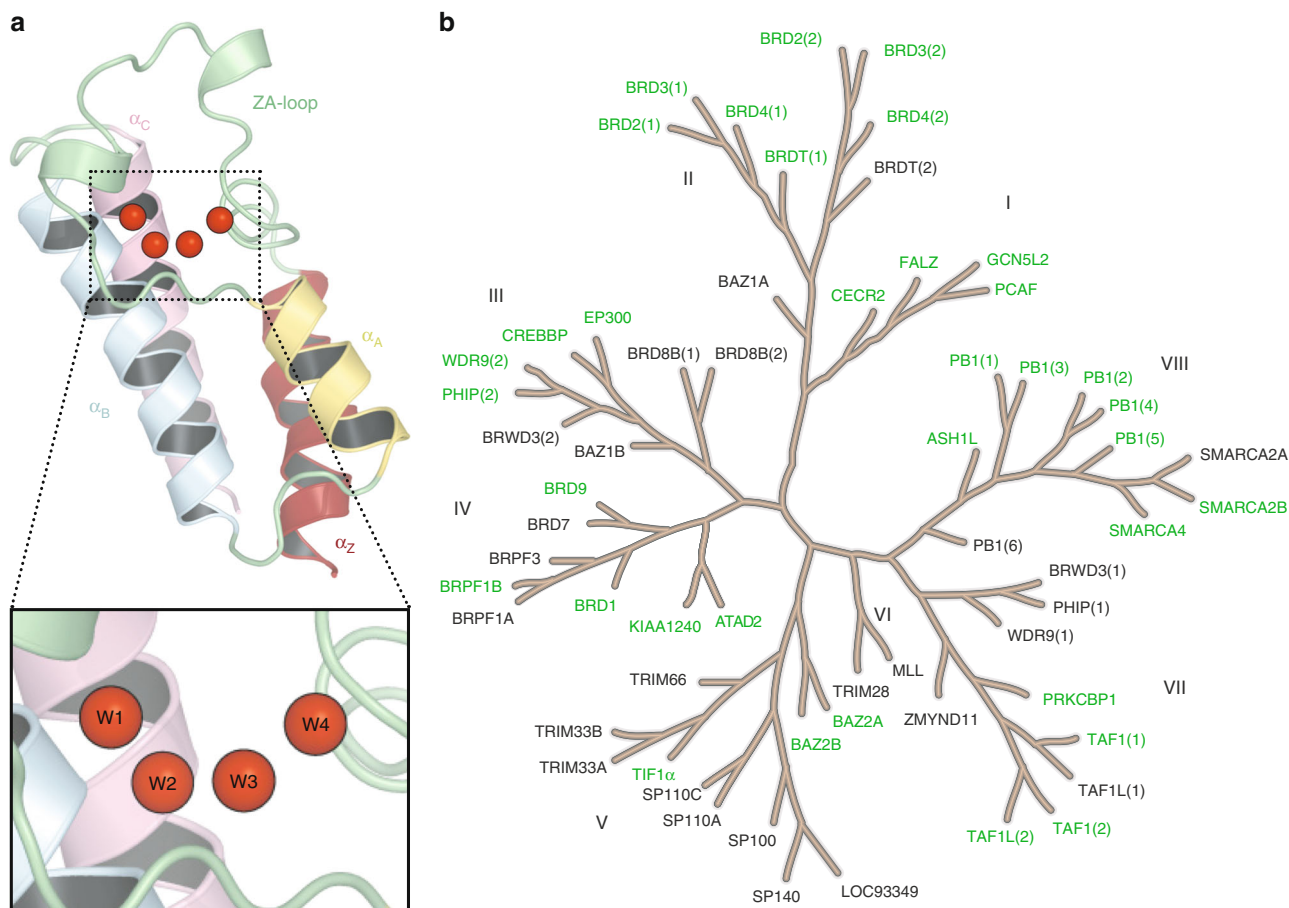 a
ZA-loop
αC
αA
αB
αZ
W1
W4
W2
W3
b
BRD2(2)
BRD3(2)
BRD3(1)
BRD4(1)
BRD2(1)
BRD4(2)
BRDT(1)
BRDT(2)
II
I
FALZ
GCN5L2
BAZ1A
CECR2
PCAF
III
EP300
CREBBP
WDR9(2)
BRD8B(1)
BRD8B(2)
PHIP(2)
BRWD3(2)
BAZ1B
PB1(1)
PB1(3)
PB1(2)
VIII
PB1(4)
ASH1L
PB1(5)
SMARCA2A
SMARCA2B
SMARCA4
PB1(6)
BRD9
IV
BRD7
BRPF3
BRPF1B
BRPF1A
BRD1
KIAA1240
ATAD2
BRWD3(1)
PHIP(1)
WDR9(1)
VI
MLL
TRIM28
ZMYND11
VII
PRKCBP1
TRIM66
BAZ2A
BAZ2B
TRIM33B
TRIM33A
TIF1α
TAF1(1)
TAF1L(1)
SP110C
SP110A
V
SP100
TAF1L(2)
TAF1(2)
SP140
LOC93349